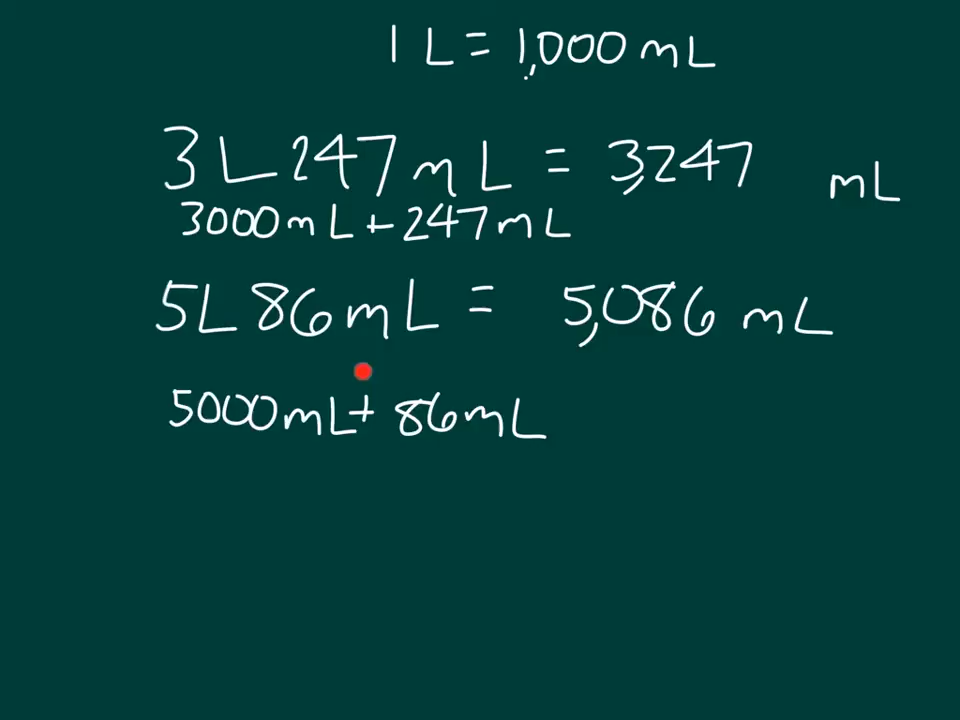 1 L = 1,000 mL
3 L 247 mL = 3,247 mL
3000 mL + 247 mL
5L 86 mL = 5,086 mL
5000 mL + 86 mL